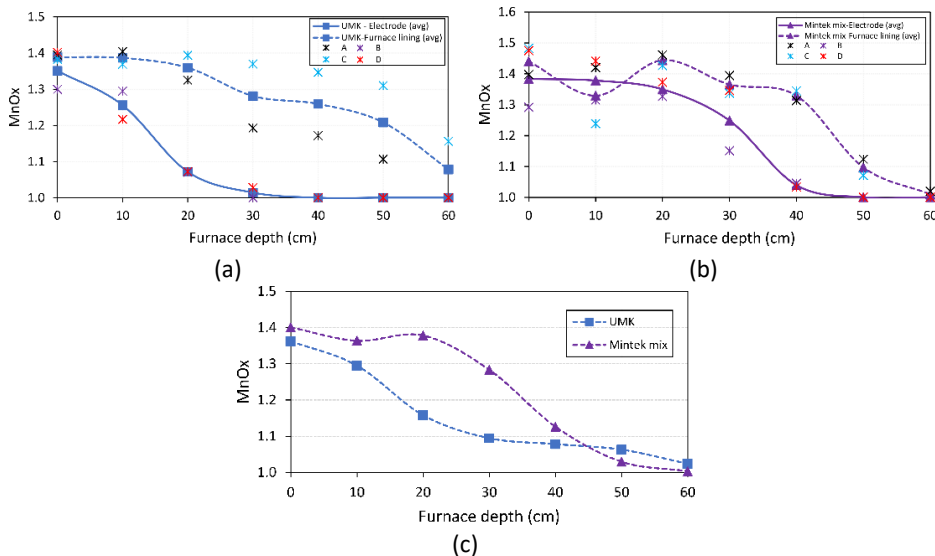 1.5
1.4
1.3
1.2
1.1
1.0
MnOx
0 10 20 30 40 50 60
Furnace depth (cm)
UMK - Electrode (avg)
UMK-Furnace lining (avg)
A B
C D
(a)
1.6
1.5
1.4
1.3
1.2
1.1
1.0
MnOx
0 10 20 30 40 50 60
Furnace depth (cm)
Mintek mix-Electrode (avg)
Mintek mix Furnace lining (avg)
A B
C D
(b)
1.5
1.4
1.3
1.2
1.1
1.0
MnOx
0 10 20 30 40 50 60
Furnace depth (cm)
UMK
Mintek mix
(c)